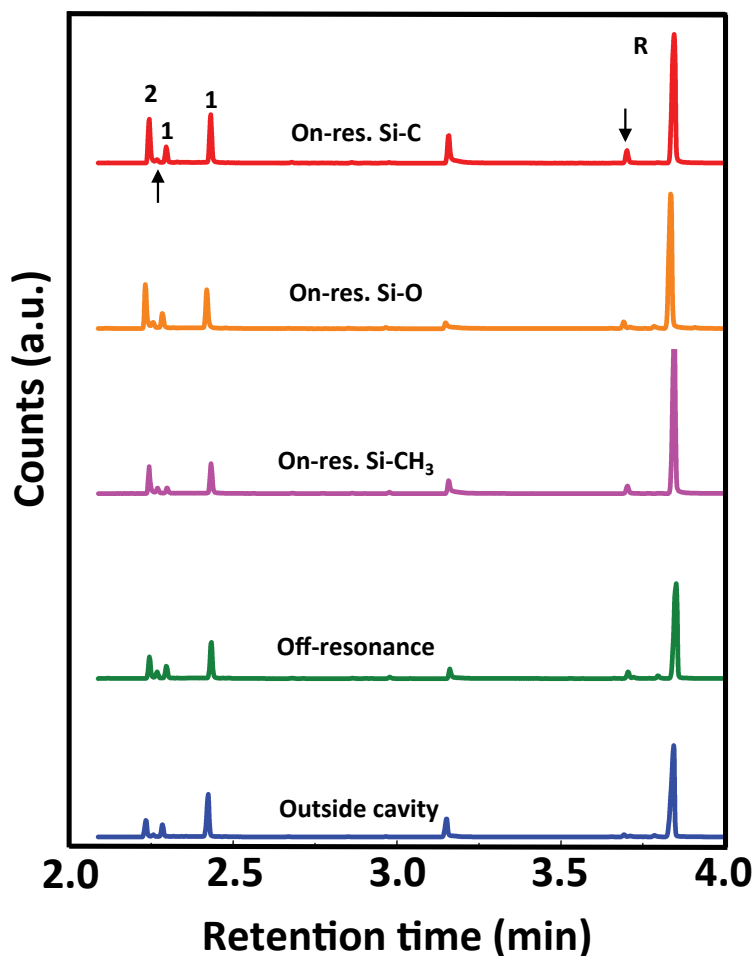 R
2
1
1
On-res. Si-C
On-res. Si-O
On-res. Si-CH₃
Off-resonance
Outside cavity
Counts (a.u.)
2.0 2.5 3.0 3.5 4.0
Retention time (min)